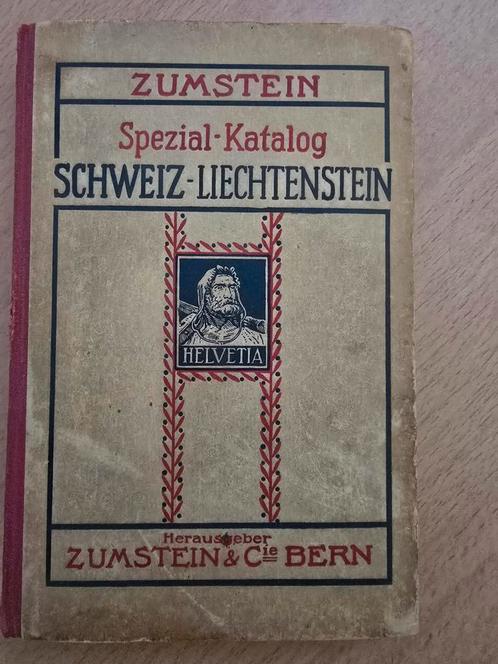 ZUMSTEIN
Spezial-Katalog
SCHWEIZ-LIECHTENSTEIN
HELVETIA
Herausgeber
ZUMSTEIN & Cie BERN